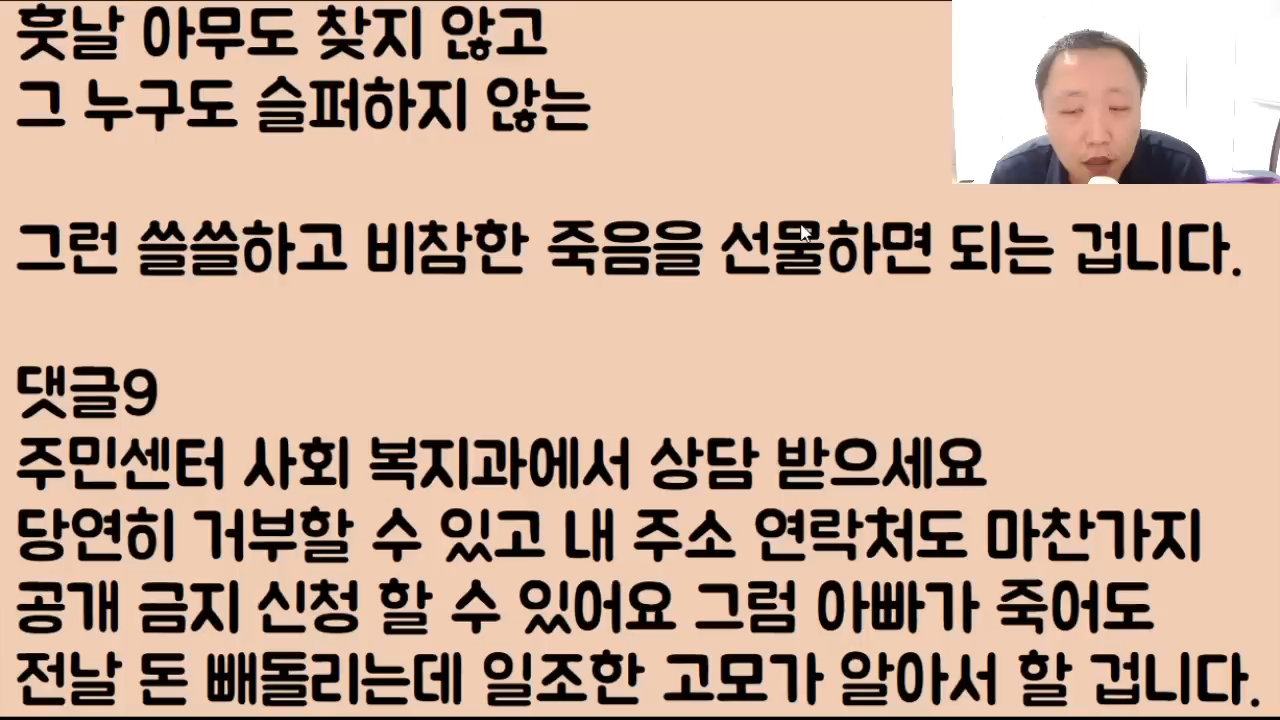 훗날 아무도 찾지 않고
그 누구도 슬퍼하지 않는
그런 쓸쓸하고 비참한 죽음을 선물하면 되는 겁니다.
댓글9
주민센터 사회 복지과에서 상담 받으세요
당연히 거부할 수 있고 내 주소 연락처도 마찬가지
공개 금지 신청 할 수 있어요 그럼 아빠가 죽어도
전날 돈 빼돌리는데 일조한 고모가 알아서 할 겁니다.